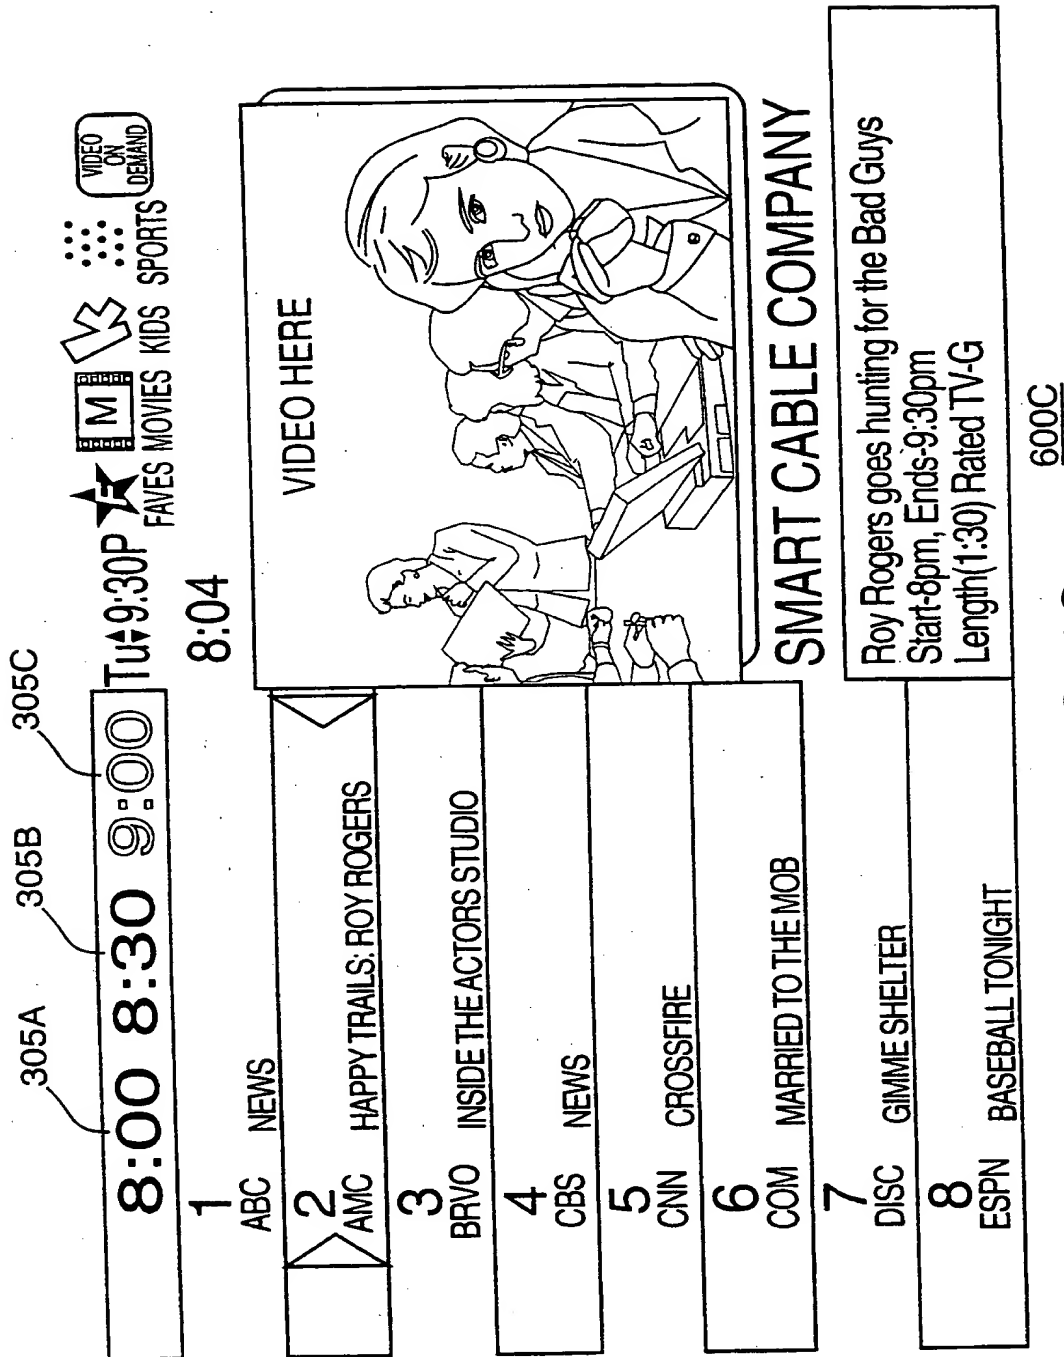 305A 305B 305C
8:00 8:30 9:00 Tu 9:30P
F M
VIDEO
ON
DEMAND
FAVES MOVIES KIDS SPORTS
8:04
1
ABC NEWS
2
AMC HAPPY TRAILS: ROY ROGERS
3
BRVO INSIDE THE ACTORS STUDIO
4
CBS NEWS
5
CNN CROSSFIRE
6
COM MARRIED TO THE MOB
7
DISC GIMME SHELTER
8
ESPN BASEBALL TONIGHT
VIDEO HERE
SMART CABLE COMPANY
Roy Rogers goes hunting for the Bad Guys
Start-8pm, Ends-9:30pm
Length(1:30) Rated TV-G
600C